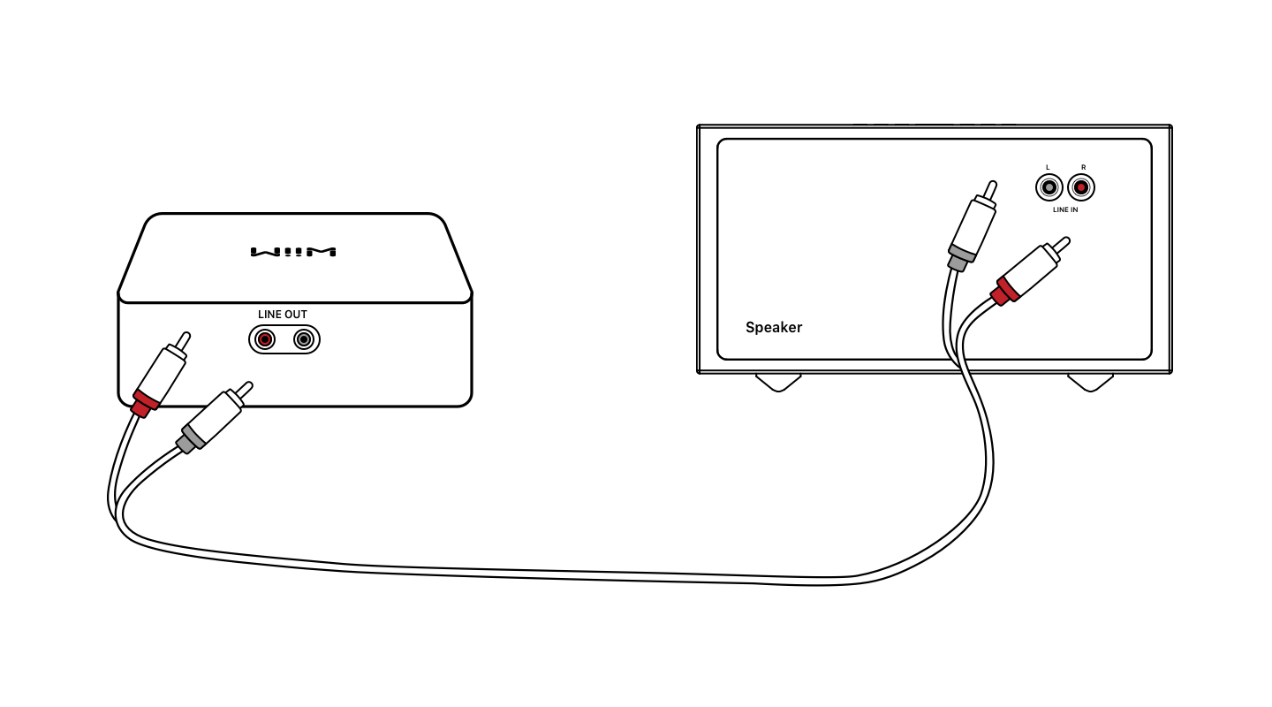 WiiM
LINE OUT
L R
LINE IN
Speaker